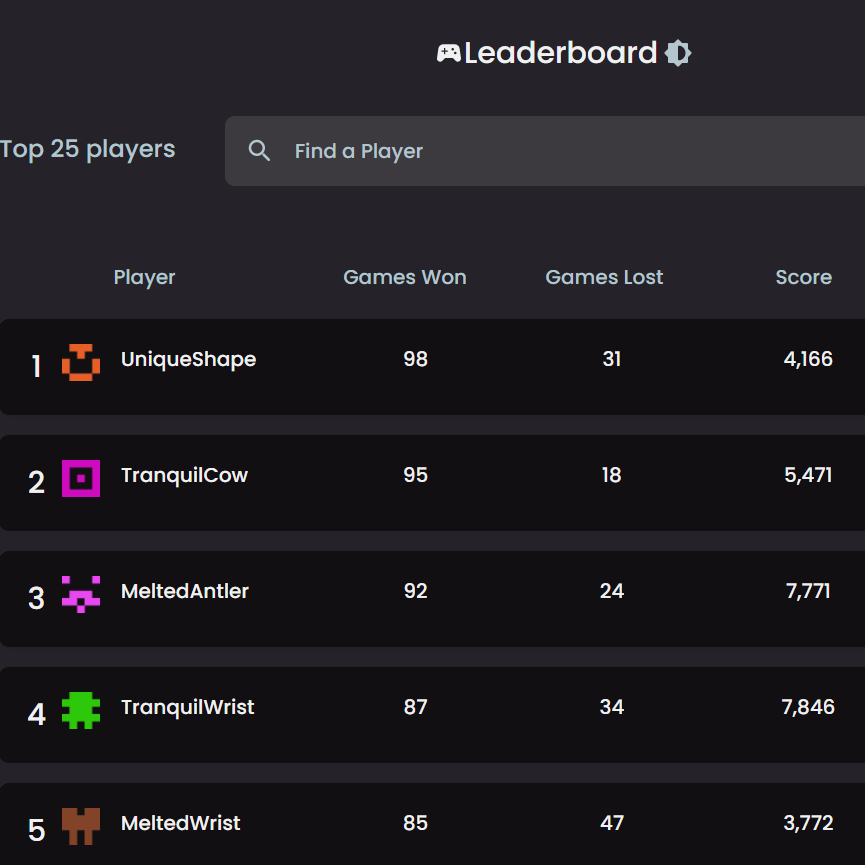 Leaderboard
Top 25 players
Find a Player
Player Games Won Games Lost Score
1 UniqueShape 98 31 4,166
2 TranquilCow 95 18 5,471
3 MeltedAntler 92 24 7,771
4 TranquilWrist 87 34 7,846
5 MeltedWrist 85 47 3,772